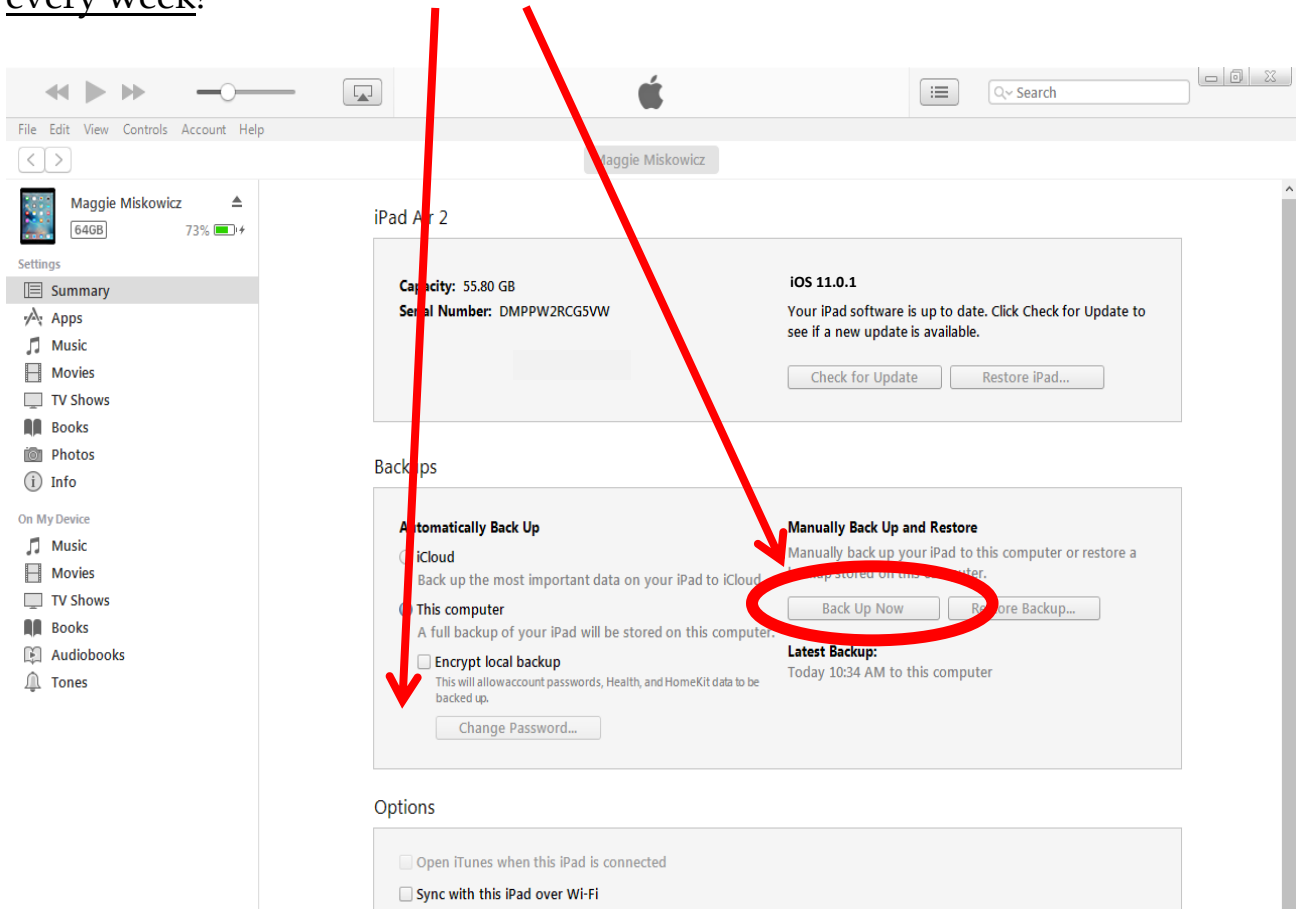 every week!
Search
File Edit View Controls Account Help
Maggie Miskowicz
Maggie Miskowicz
64GB 73%
Settings
Summary
Apps
Music
Movies
TV Shows
Books
Photos
Info
On My Device
Music
Movies
TV Shows
Books
Audiobooks
Tones
iPad Air 2
Capacity: 55.80 GB
Serial Number: DMPPW2RCG5VW
iOS 11.0.1
Your iPad software is up to date. Click Check for Update to
see if a new update is available.
Check for Update Restore iPad...
Backups
Automatically Back Up
iCloud
Back up the most important data on your iPad to iCloud.
This computer
A full backup of your iPad will be stored on this computer.
Encrypt local backup
This will allow account passwords, Health, and HomeKit data to be
backed up.
Change Password...
Manually Back Up and Restore
Manually back up your iPad to this computer or restore a
backup stored on this computer.
Back Up Now Restore Backup...
Latest Backup:
Today 10:34 AM to this computer
Options
Open iTunes when this iPad is connected
Sync with this iPad over Wi-Fi